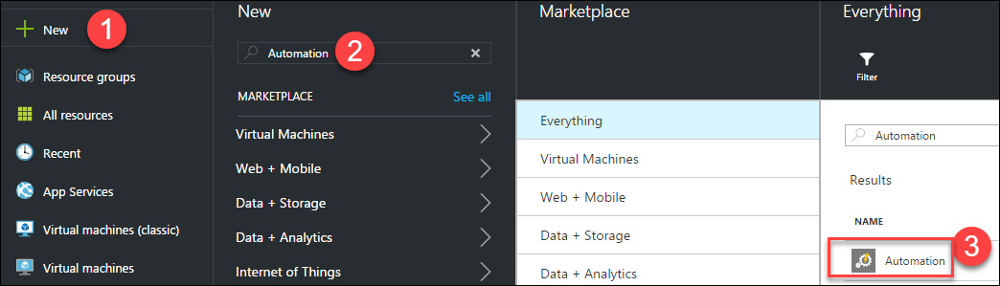 New
1
Resource groups
All resources
Recent
App Services
Virtual machines (classic)
Virtual machines
New
Automation
2
MARKETPLACE See all
Virtual Machines
Web + Mobile
Data + Storage
Data + Analytics
Internet of Things
Marketplace
Everything
Virtual Machines
Web + Mobile
Data + Storage
Data + Analytics
Everything
Filter
Automation
Results
NAME
3
Automation